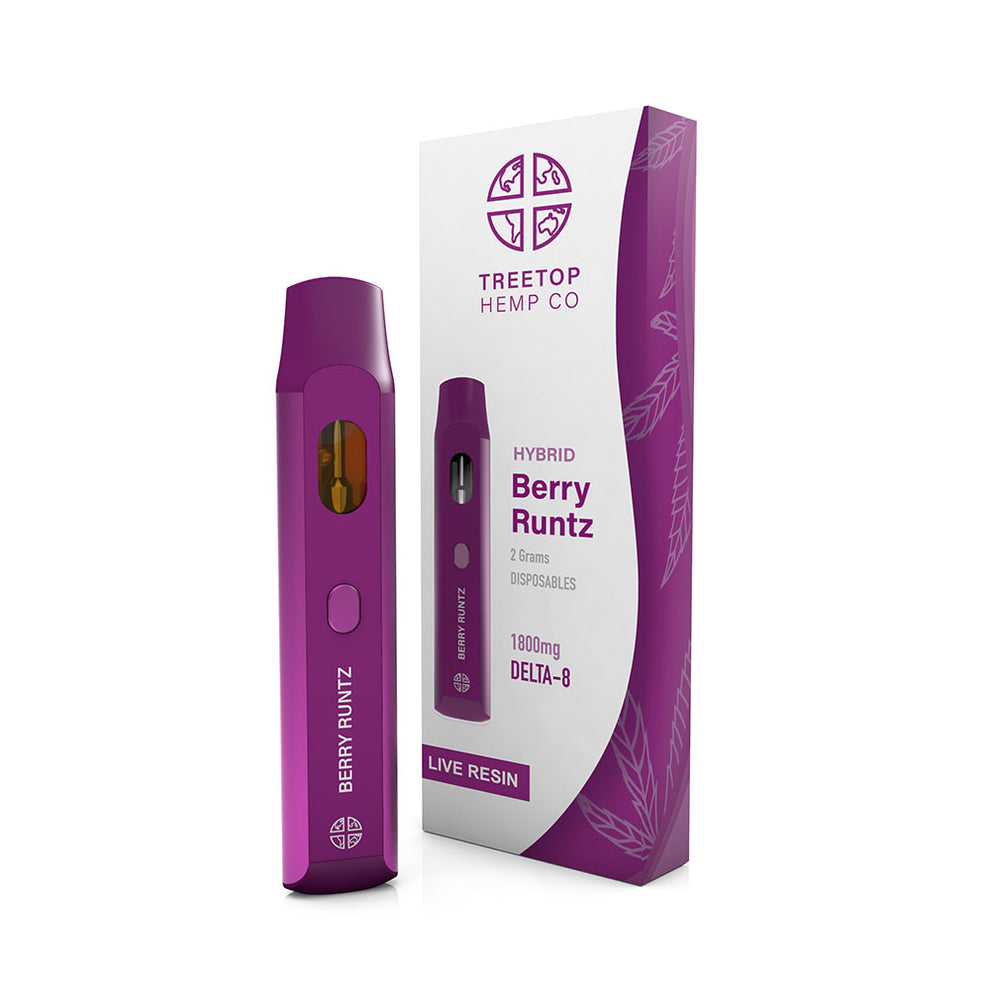 TREETOP
HEMP CO
HYBRID
Berry
Runtz
2 Grams
DISPOSABLES
1800mg
DELTA-8
BERRY RUNTZ
LIVE RESIN
BERRY RUNTZ